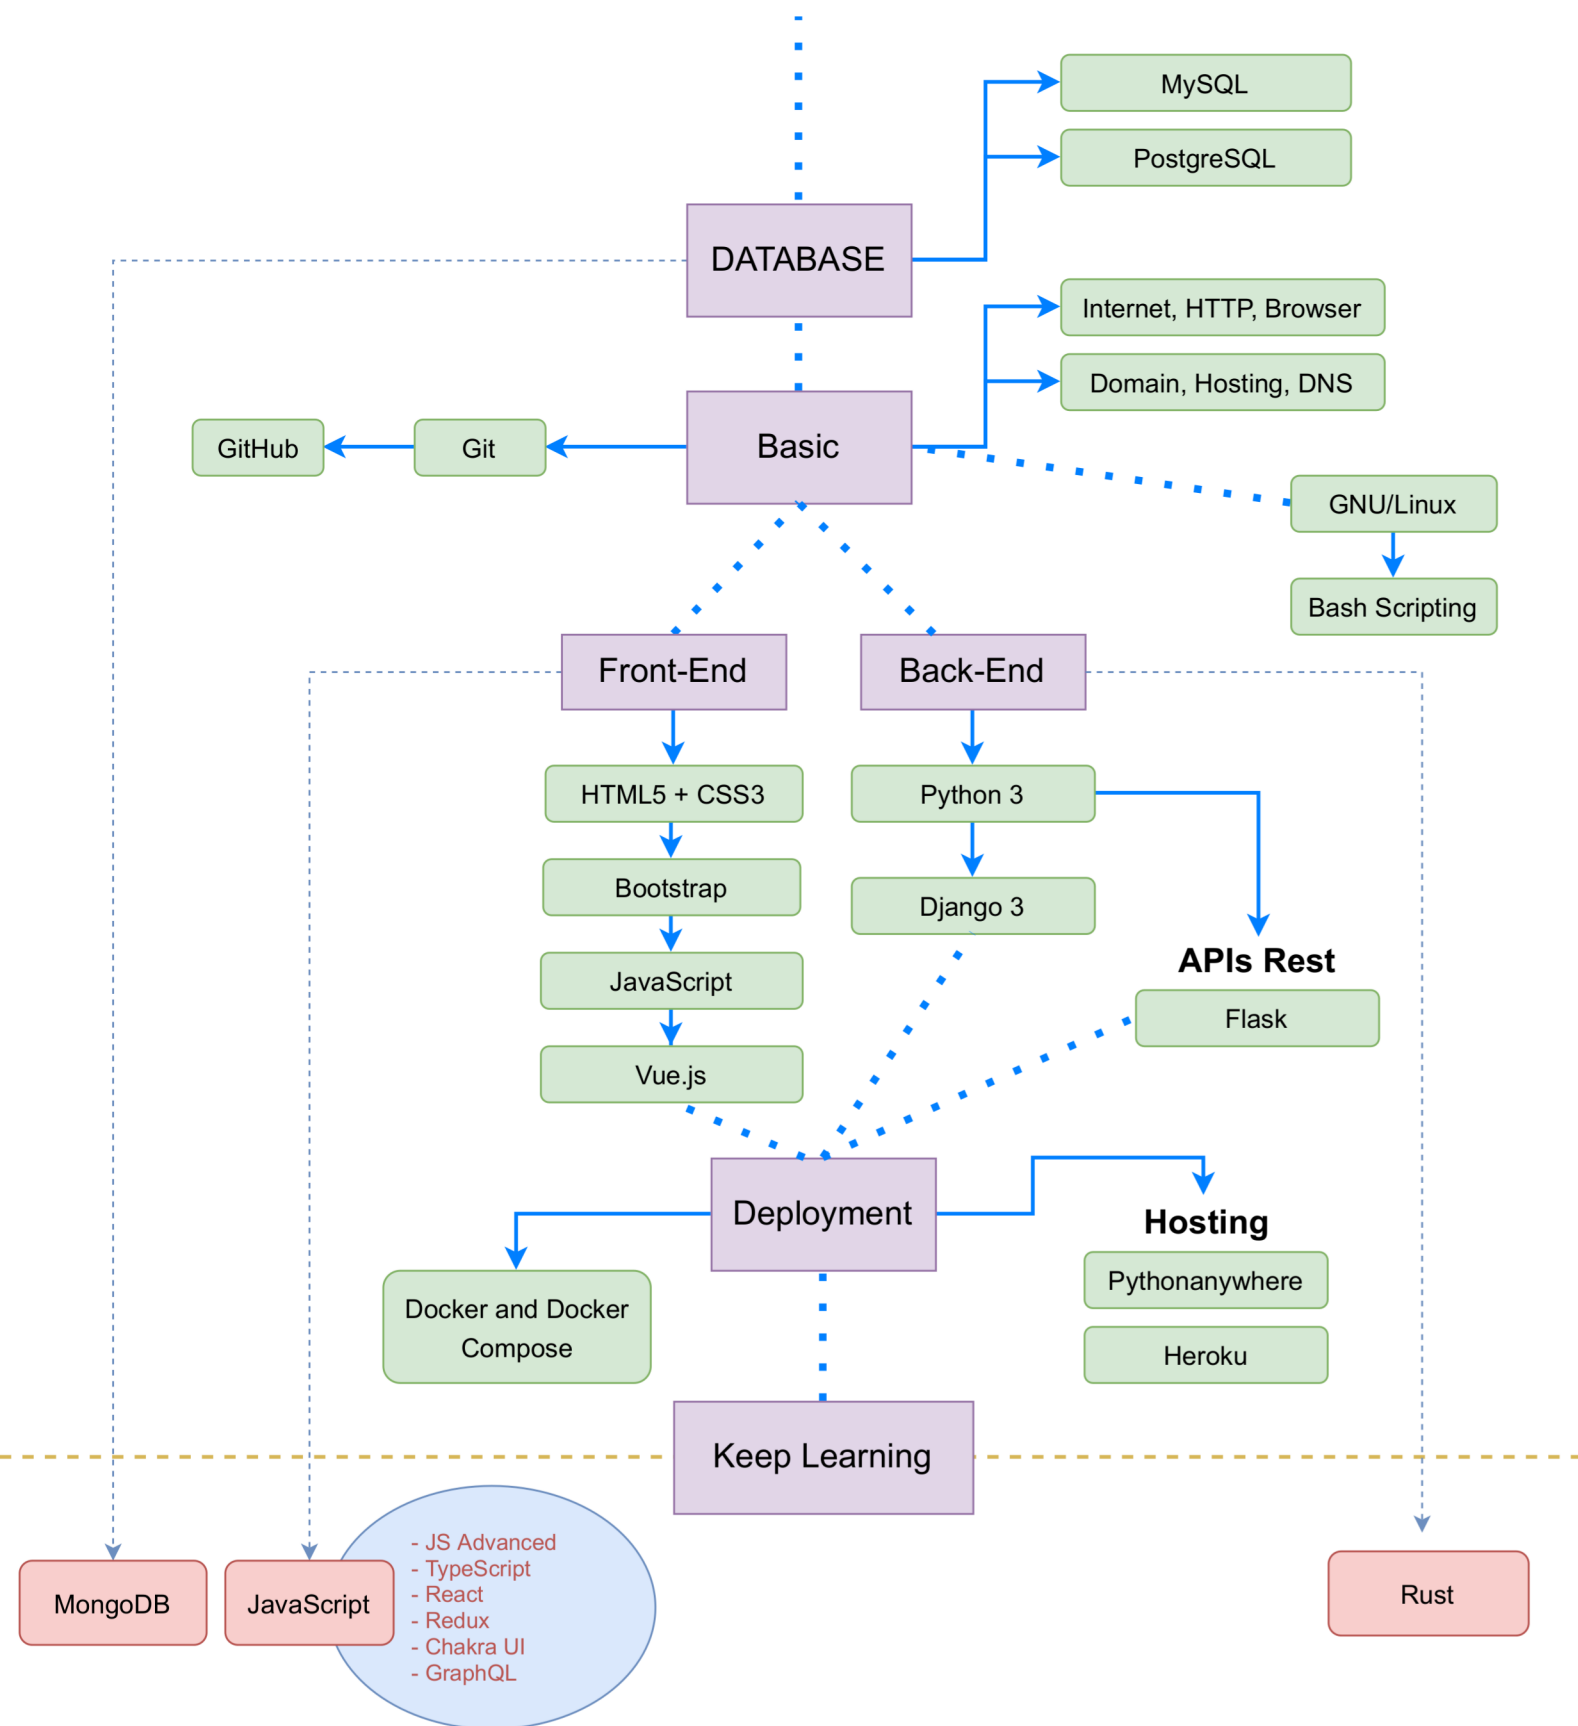 MySQL
PostgreSQL
DATABASE
Internet, HTTP, Browser
Domain, Hosting, DNS
GitHub
Git
Basic
GNU/Linux
Bash Scripting
Front-End
Back-End
HTML5 + CSS3
Python 3
Bootstrap
Django 3
APIs Rest
JavaScript
Flask
Vue.js
Deployment
Hosting
Pythonanywhere
Docker and Docker
Compose
Heroku
Keep Learning
- JS Advanced
- TypeScript
- React
- Redux
- Chakra UI
- GraphQL
MongoDB
JavaScript
Rust